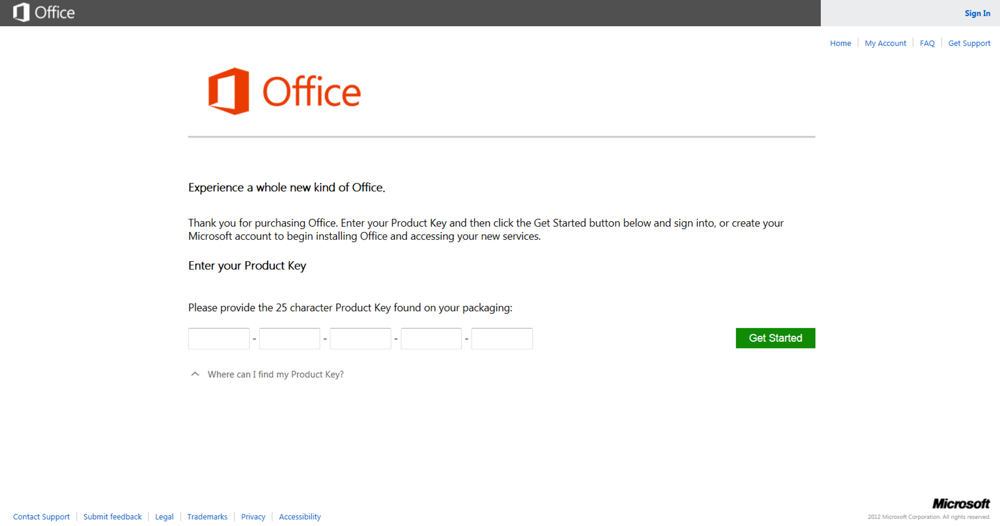 Office
Sign In
Home My Account FAQ Get Support
Office
Experience a whole new kind of Office.
Thank you for purchasing Office. Enter your Product Key and then click the Get Started button below and sign into, or create your
Microsoft account to begin installing Office and accessing your new services.
Enter your Product Key
Please provide the 25 character Product Key found on your packaging:
- - - -
Get Started
Where can I find my Product Key?
Microsoft
Contact Support Submit feedback Legal Trademarks Privacy Accessibility
2012 Microsoft Corporation. All rights reserved.